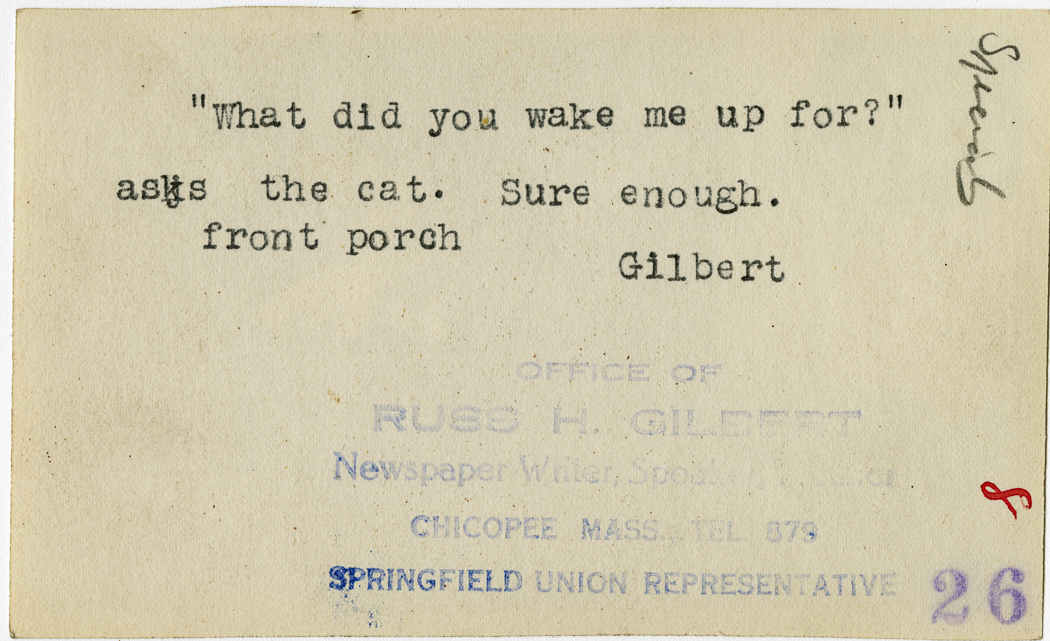 "What did you wake me up for?"
asks the cat. Sure enough.
front porch
Gilbert
OFFICE OF
RUSS H. GILBERT
Newspaper Writer,
CHICOPEE MASS. TEL 879
SPRINGFIELD UNION REPRESENTATIVE
26
8